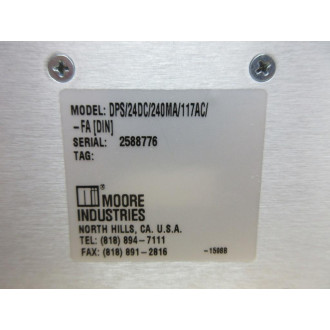 MODEL: DPS/24DC/240MA/117AC/
-FA [DIN]
SERIAL: 2588776
TAG:
MOORE
INDUSTRIES
NORTH HILLS, CA. U.S.A.
TEL: (818) 894-7111
FAX: (818) 891-2816